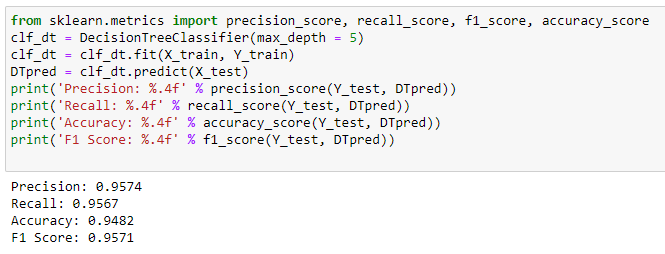 from sklearn.metrics import precision_score, recall_score, f1_score, accuracy_score
clf_dt = DecisionTreeClassifier(max_depth = 5)
clf_dt = clf_dt.fit(X_train, Y_train)
DTpred = clf_dt.predict(X_test)
print('Precision: %.4f' % precision_score(Y_test, DTpred))
print('Recall: %.4f' % recall_score(Y_test, DTpred))
print('Accuracy: %.4f' % accuracy_score(Y_test, DTpred))
print('F1 Score: %.4f' % f1_score(Y_test, DTpred))
Precision: 0.9574
Recall: 0.9567
Accuracy: 0.9482
F1 Score: 0.9571